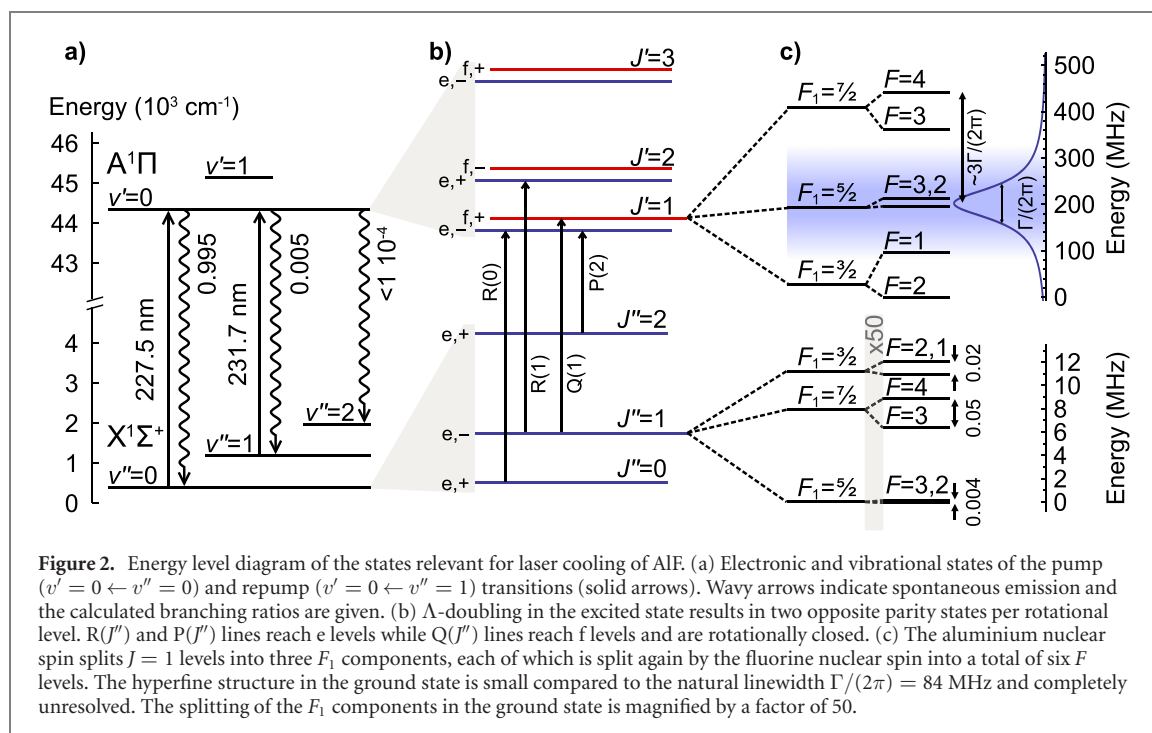 a)
Energy (10³ cm⁻¹)
46
45
44
43
4
3
2
1
0
A¹Π
v′=1
v′=0
227.5 nm
0.995
231.7 nm
0.005
<1 10⁻⁴
v″=2
X¹Σ⁺
v″=1
v″=0
b)
f,+
J′=3
e,−
f,-
J′=2
e,+
J′=1
f,+
e,−
R(0)
R(1)
Q(1)
P(2)
J″=2
e,+
J″=1
e,−
J″=0
e,+
c)
F₁=⁷⁄₂
F=4
F=3
F₁=⁵⁄₂
F=3,2
F=1
F₁=³⁄₂
F=2
~3Γ/(2π)
Γ/(2π)
500
400
300
200
100
0
Energy (MHz)
x50
F₁=³⁄₂
F=2,1
0.02
F₁=⁷⁄₂
F=4
F=3
0.05
F₁=⁵⁄₂
F=3,2
0.004
12
10
8
6
4
2
0
Energy (MHz)
Figure 2. Energy level diagram of the states relevant for laser cooling of AlF. (a) Electronic and vibrational states of the pump
(v′ = 0 ← v″ = 0) and repump (v′ = 0 ← v″ = 1) transitions (solid arrows). Wavy arrows indicate spontaneous emission and
the calculated branching ratios are given. (b) Λ-doubling in the excited state results in two opposite parity states per rotational
level. R(J″) and P(J″) lines reach e levels while Q(J″) lines reach f levels and are rotationally closed. (c) The aluminium nuclear
spin splits J = 1 levels into three F₁ components, each of which is split again by the fluorine nuclear spin into a total of six F
levels. The hyperfine structure in the ground state is small compared to the natural linewidth Γ/(2π) = 84 MHz and completely
unresolved. The splitting of the F₁ components in the ground state is magnified by a factor of 50.